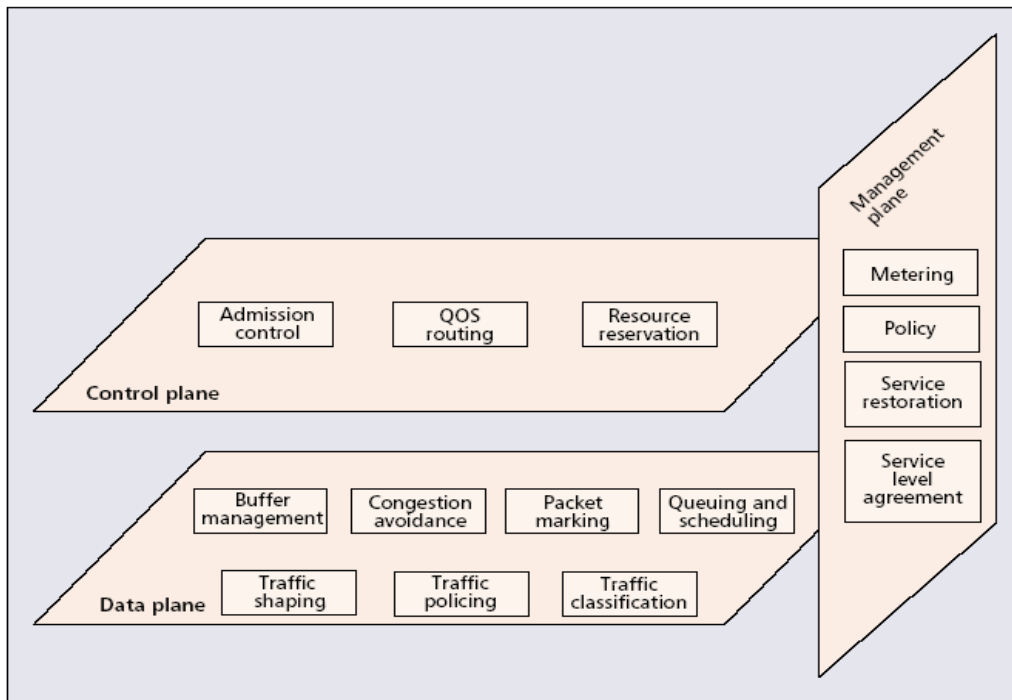 Management
plane
Metering
Policy
Service
restoration
Service
level
agreement
Admission
control
QOS
routing
Resource
reservation
Control plane
Buffer
management
Congestion
avoidance
Packet
marking
Queuing and
scheduling
Traffic
shaping
Traffic
policing
Traffic
classification
Data plane